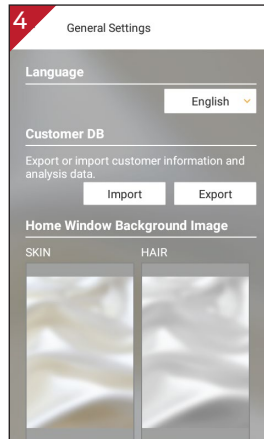 4
General Settings
Language
English
Customer DB
Export or import customer information and
analysis data.
Import Export
Home Window Background Image
SKIN HAIR